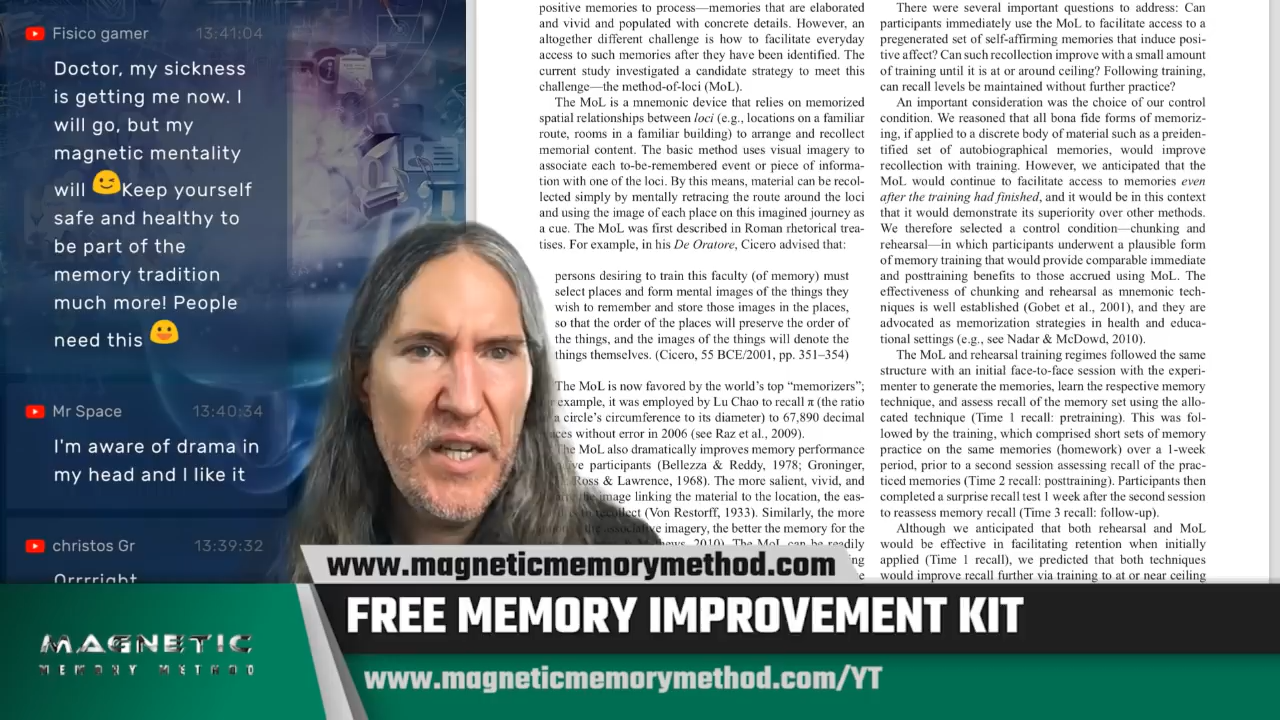 Fisico gamer 13:41:04
Doctor, my sickness
is getting me now. I
will go, but my
magnetic mentality
will 😉Keep yourself
safe and healthy to
be part of the
memory tradition
much more! People
need this 😃
Mr Space 13:40:34
I'm aware of drama in
my head and I like it
christos Gr 13:39:32
Orrrright
positive memories to process—memories that are elaborated
and vivid and populated with concrete details. However, an
altogether different challenge is how to facilitate everyday
access to such memories after they have been identified. The
current study investigated a candidate strategy to meet this
challenge—the method-of-loci (MoL).
The MoL is a mnemonic device that relies on memorized
spatial relationships between loci (e.g., locations on a familiar
route, rooms in a familiar building) to arrange and recollect
memorial content. The basic method uses visual imagery to
associate each to-be-remembered event or piece of informa-
tion with one of the loci. By this means, material can be recol-
lected simply by mentally retracing the route around the loci
and using the image of each place on this imagined journey as
a cue. The MoL was first described in Roman rhetorical trea-
tises. For example, in his De Oratore, Cicero advised that:
persons desiring to train this faculty (of memory) must
select places and form mental images of the things they
wish to remember and store those images in the places,
so that the order of the places will preserve the order of
the things, and the images of the things will denote the
things themselves. (Cicero, 55 BCE/2001, pp. 351–354)
The MoL is now favored by the world's top “memorizers”;
example, it was employed by Lu Chao to recall π (the ratio
a circle's circumference to its diameter) to 67,890 decimal
without error in 2006 (see Raz et al., 2009).
The MoL also dramatically improves memory performance
participants (Bellezza & Reddy, 1978; Groninger,
Ross & Lawrence, 1968). The more salient, vivid, and
the image linking the material to the location, the eas-
recollect (Von Restorff, 1933). Similarly, the more
the associative imagery, the better the memory for the
2010). The MoL can be readily
There were several important questions to address: Can
participants immediately use the MoL to facilitate access to a
pregenerated set of self-affirming memories that induce posi-
tive affect? Can such recollection improve with a small amount
of training until it is at or around ceiling? Following training,
can recall levels be maintained without further practice?
An important consideration was the choice of our control
condition. We reasoned that all bona fide forms of memoriz-
ing, if applied to a discrete body of material such as a preiden-
tified set of autobiographical memories, would improve
recollection with training. However, we anticipated that the
MoL would continue to facilitate access to memories even
after the training had finished, and it would be in this context
that it would demonstrate its superiority over other methods.
We therefore selected a control condition—chunking and
rehearsal—in which participants underwent a plausible form
of memory training that would provide comparable immediate
and posttraining benefits to those accrued using MoL. The
effectiveness of chunking and rehearsal as mnemonic tech-
niques is well established (Gobet et al., 2001), and they are
advocated as memorization strategies in health and educa-
tional settings (e.g., see Nadar & McDowd, 2010).
The MoL and rehearsal training regimes followed the same
structure with an initial face-to-face session with the experi-
menter to generate the memories, learn the respective memory
technique, and assess recall of the memory set using the allo-
cated technique (Time 1 recall: pretraining). This was fol-
lowed by the training, which comprised short sets of memory
practice on the same memories (homework) over a 1-week
period, prior to a second session assessing recall of the prac-
ticed memories (Time 2 recall: posttraining). Participants then
completed a surprise recall test 1 week after the second session
to reassess memory recall (Time 3 recall: follow-up).
Although we anticipated that both rehearsal and MoL
would be effective in facilitating retention when initially
applied (Time 1 recall), we predicted that both techniques
would improve recall further via training to at or near ceiling
www.magneticmemorymethod.com
FREE MEMORY IMPROVEMENT KIT
www.magneticmemorymethod.com/YT
MAGNETIC
MEMORY METHOD